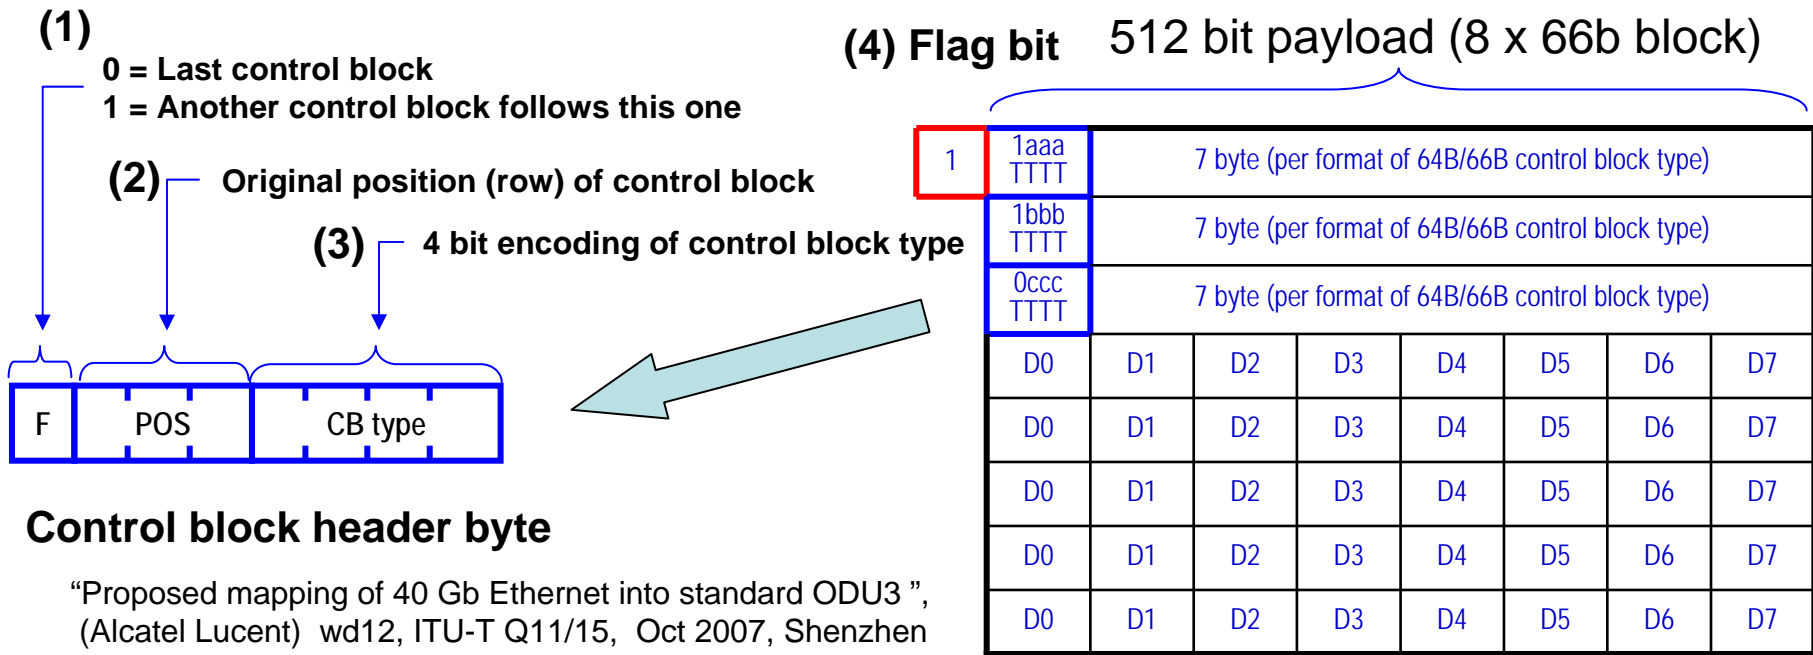 (1)
0 = Last control block
1 = Another control block follows this one
(2) Original position (row) of control block
(3) 4 bit encoding of control block type
F POS CB type
Control block header byte
“Proposed mapping of 40 Gb Ethernet into standard ODU3 ”,
(Alcatel Lucent) wd12, ITU-T Q11/15, Oct 2007, Shenzhen
(4) Flag bit 512 bit payload (8 x 66b block)
1 1aaa TTTT 7 byte (per format of 64B/66B control block type)
1bbb TTTT 7 byte (per format of 64B/66B control block type)
0ccc TTTT 7 byte (per format of 64B/66B control block type)
D0 D1 D2 D3 D4 D5 D6 D7
D0 D1 D2 D3 D4 D5 D6 D7
D0 D1 D2 D3 D4 D5 D6 D7
D0 D1 D2 D3 D4 D5 D6 D7
D0 D1 D2 D3 D4 D5 D6 D7